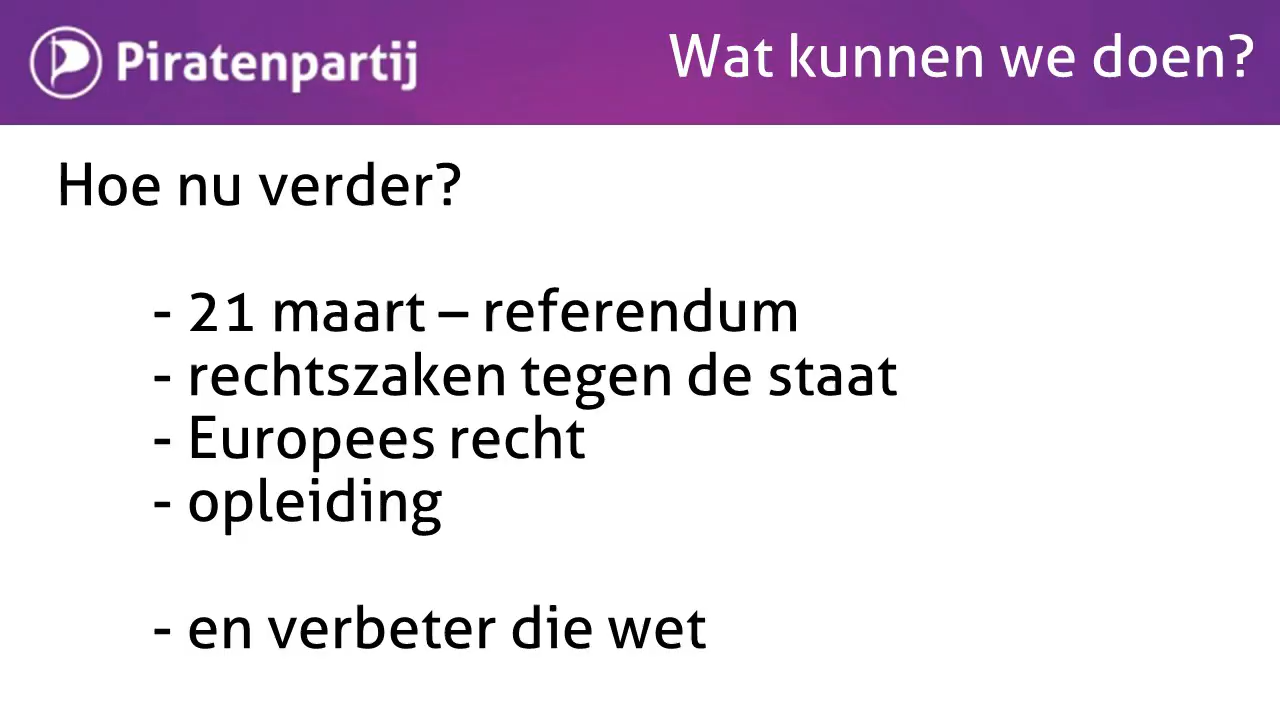 Piratenpartij
Wat kunnen we doen?
Hoe nu verder?
- 21 maart – referendum
- rechtszaken tegen de staat
- Europees recht
- opleiding
- en verbeter die wet